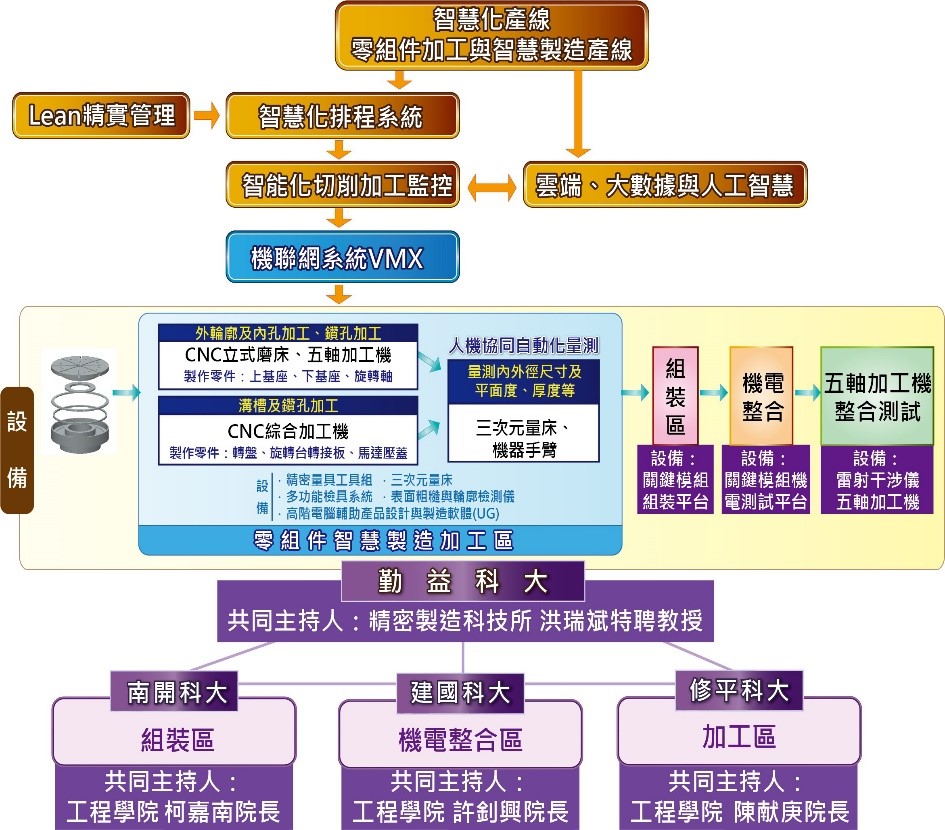 智慧化產線
零組件加工與智慧製造產線
Lean精實管理
智慧化排程系統
智能化切削加工監控
雲端、大數據與人工智慧
機聯網系統VMX
設備
外輪廓及內孔加工、鑽孔加工
CNC立式磨床、五軸加工機
製作零件：上基座、下基座、旋轉軸
溝槽及鑽孔加工
CNC綜合加工機
製作零件：轉盤、旋轉台轉接板、馬達壓蓋
人機協同自動化量測
量測內外徑尺寸及
平面度、厚度等
三次元量床、
機器手臂
設備
．精密量具工具組　．三次元量床
．多功能檢具系統　．表面粗糙與輪廓檢測儀
．高階電腦輔助產品設計與製造軟體(UG)
零組件智慧製造加工區
組裝區
設備：
關鍵模組
組裝平台
機電
整合
設備：
關鍵模組機
電測試平台
五軸加工機
整合測試
設備：
雷射干涉儀
五軸加工機
勤益科大
共同主持人：精密製造科技所 洪瑞斌特聘教授
南開科大
組裝區
共同主持人：
工程學院 柯嘉南院長
建國科大
機電整合區
共同主持人：
工程學院 許釗興院長
修平科大
加工區
共同主持人：
工程學院 陳献庚院長